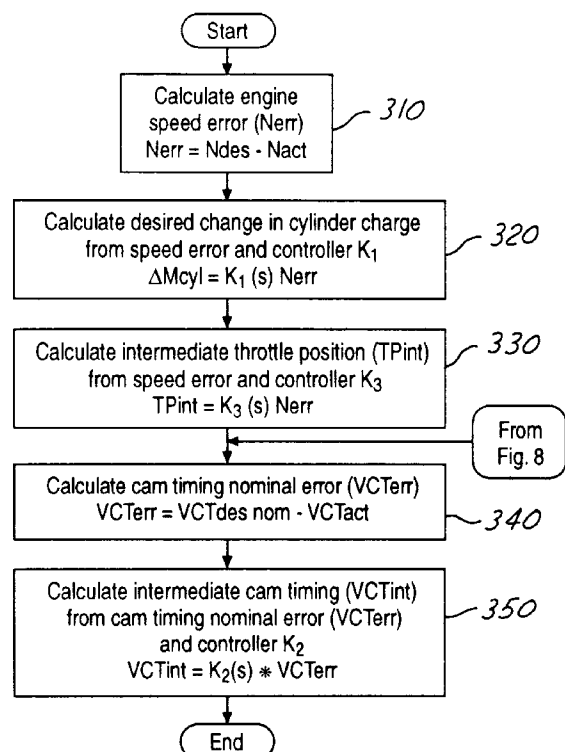 Start
Calculate engine
speed error (Nerr)
Nerr = Ndes - Nact
310
Calculate desired change in cylinder charge
from speed error and controller K₁
ΔMcyl = K₁ (s) Nerr
320
Calculate intermediate throttle position (TPint)
from speed error and controller K₃
TPint = K₃ (s) Nerr
330
From
Fig. 8
Calculate cam timing nominal error (VCTerr)
VCTerr = VCTdes nom - VCTact
340
Calculate intermediate cam timing (VCTint)
from cam timing nominal error (VCTerr)
and controller K₂
VCTint = K₂(s) * VCTerr
350
End